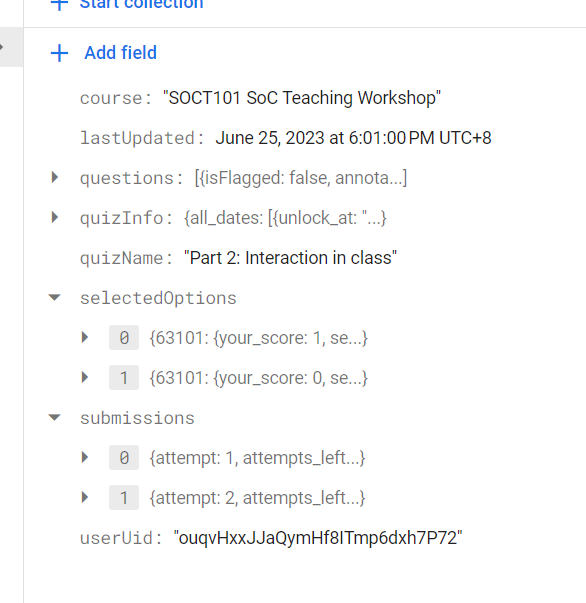 Start collection
Add field
course: "SOCT101 SoC Teaching Workshop"
lastUpdated: June 25, 2023 at 6:01:00 PM UTC+8
questions: [{isFlagged: false, annota...]
quizInfo: {all_dates: [{unlock_at: "...}
quizName: "Part 2: Interaction in class"
selectedOptions
0 {63101: {your_score: 1, se...}
1 {63101: {your_score: 0, se...}
submissions
0 {attempt: 1, attempts_left...}
1 {attempt: 2, attempts_left...}
userUid: "ouqvHxxJJaQymHf8ITmp6dxh7P72"